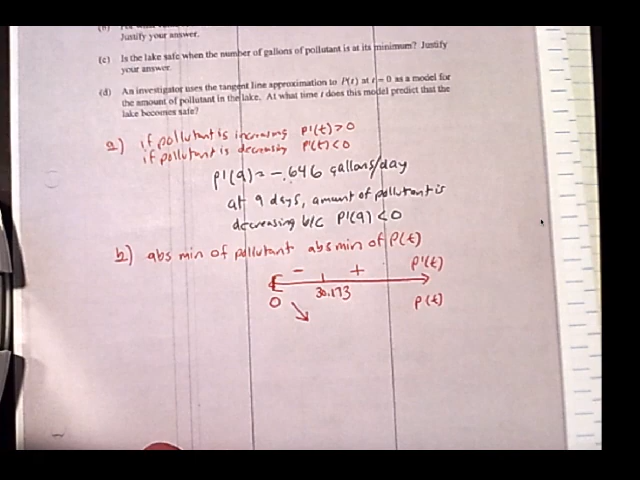 Justify your answer.
(c) Is the lake safe when the number of gallons of pollutant is at its minimum? Justify
your answer.
(d) An investigator uses the tangent line approximation to P(t) at t = 0 as a model for
the amount of pollutant in the lake. At what time t does this model predict that the
lake becomes safe?
a) if pollutant is increasing P'(t)>0
if pollutant is decreasing P'(t)<0
P'(9) = -.646 gallons/day
at 9 days, amount of pollutant is
decreasing b/c P'(9) < 0
b) abs min of pollutant abs min of P(t)
- + P'(t)
0 30.173 P(t)